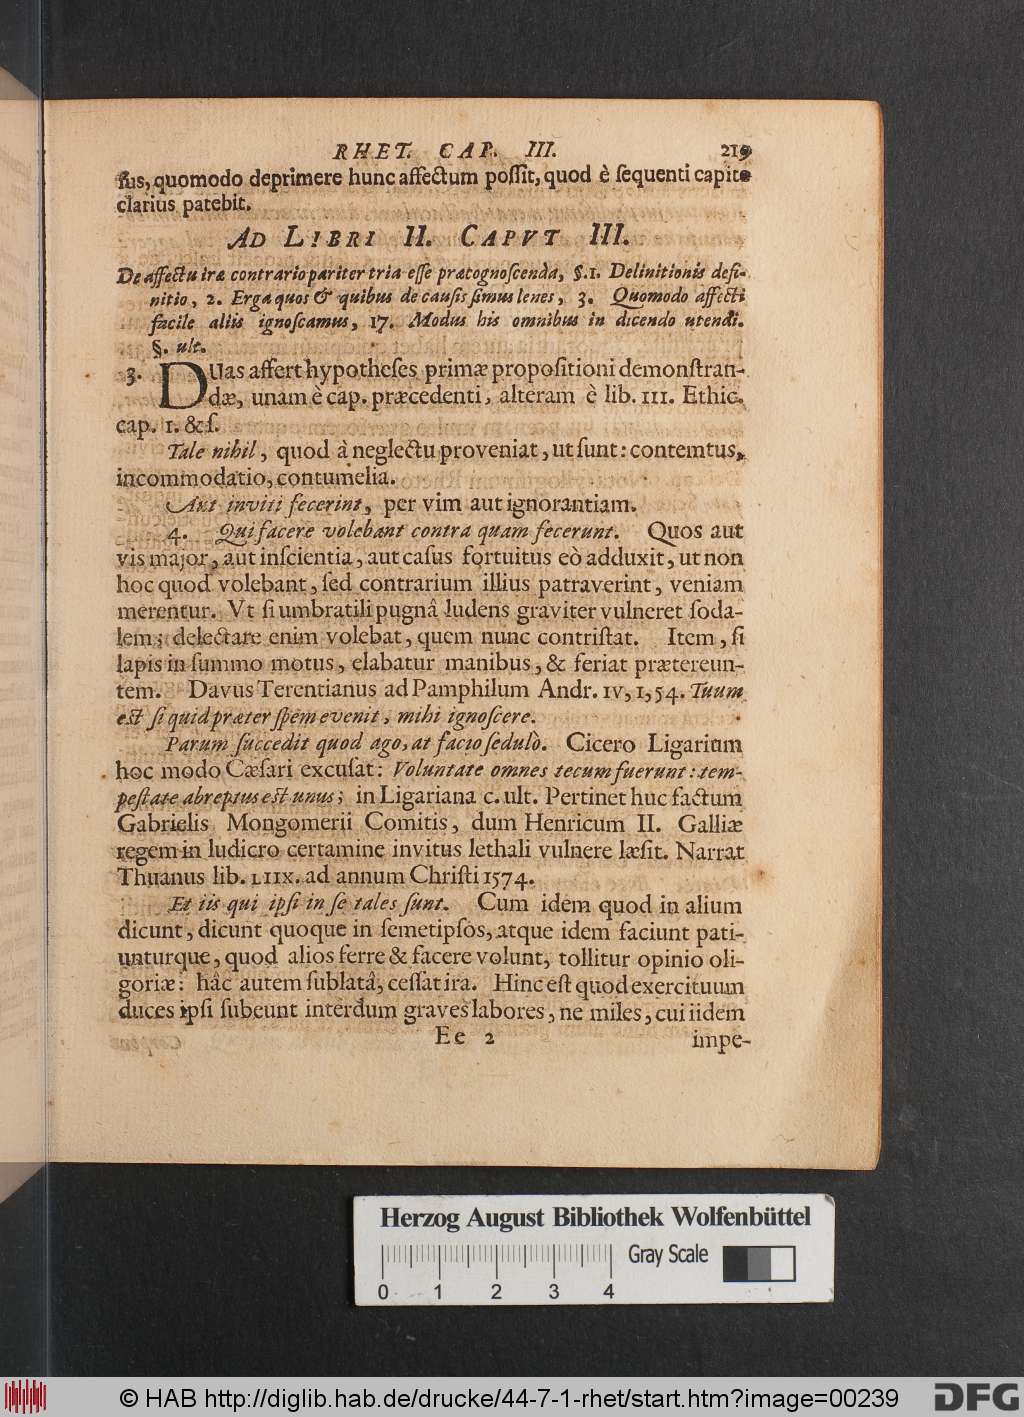 RHET. CAP. III. 219
ſus, quomodo deprimere hunc affectum poſſit, quod è ſequenti capite
clarius patebit.
AD LIBRI II. CAPVT III.
De affectu iræ contrario pariter tria eſſe prætognoſcenda, §. 1. Delinitionis defi-
nitio, 2. Erga quos & quibus de cauſis ſimus lenes, 3. Quomodo affecti
facile aliis ignoſcamus, 17. Modus his omnibus in dicendo utendi.
§. ult.
3. DUas affert hypotheſes primæ propoſitioni demonſtran-
dæ, unam è cap. præcedenti, alteram è lib. III. Ethic.
cap. 1. & ſ.
Tale nihil, quod à neglectu proveniat, ut ſunt: contemtus,
incommodatio, contumelia.
Aut inviti fecerint, per vim aut ignorantiam.
4. Qui facere volebant contra quam fecerunt. Quos aut
vis major, aut inſcientia, aut caſus fortuitus eò adduxit, ut non
hoc quod volebant, ſed contrarium illius patraverint, veniam
merentur. Vt ſi umbratili pugnâ ludens graviter vulneret ſoda-
lem; delectare enim volebat, quem nunc contriſtat. Item, ſi
lapis in ſummo motus, elabatur manibus, & feriat prætereun-
tem. Davus Terentianus ad Pamphilum Andr. IV, 1, 54. Tuum
eſt ſi quid præter ſpem evenit, mihi ignoſcere.
Parum ſuccedit quod ago, at facio ſedulò. Cicero Ligarium
hoc modo Cæſari excuſat: Voluntate omnes tecum fuerunt: tem-
peſtate abreptus eſt unus; in Ligariana c. ult. Pertinet huc factum
Gabrielis Mongomerii Comitis, dum Henricum II. Galliæ
regem in ludicro certamine invitus lethali vulnere læſit. Narrat
Thuanus lib. LIIX. ad annum Chriſti 1574.
Et iis qui ipſi in ſe tales ſunt. Cum idem quod in alium
dicunt, dicunt quoque in ſemetipſos, atque idem faciunt pati-
unturque, quod alios ferre & facere volunt, tollitur opinio oli-
goriæ: hâc autem ſublatâ, ceſſat ira. Hinc eſt quod exercituum
duces ipſi ſubeunt interdum graves labores, ne miles, cui iidem
Ee 2 impe-
Herzog August Bibliothek Wolfenbüttel
Gray Scale
0 1 2 3 4
© HAB http://diglib.hab.de/drucke/44-7-1-rhet/start.htm?image=00239 DFG